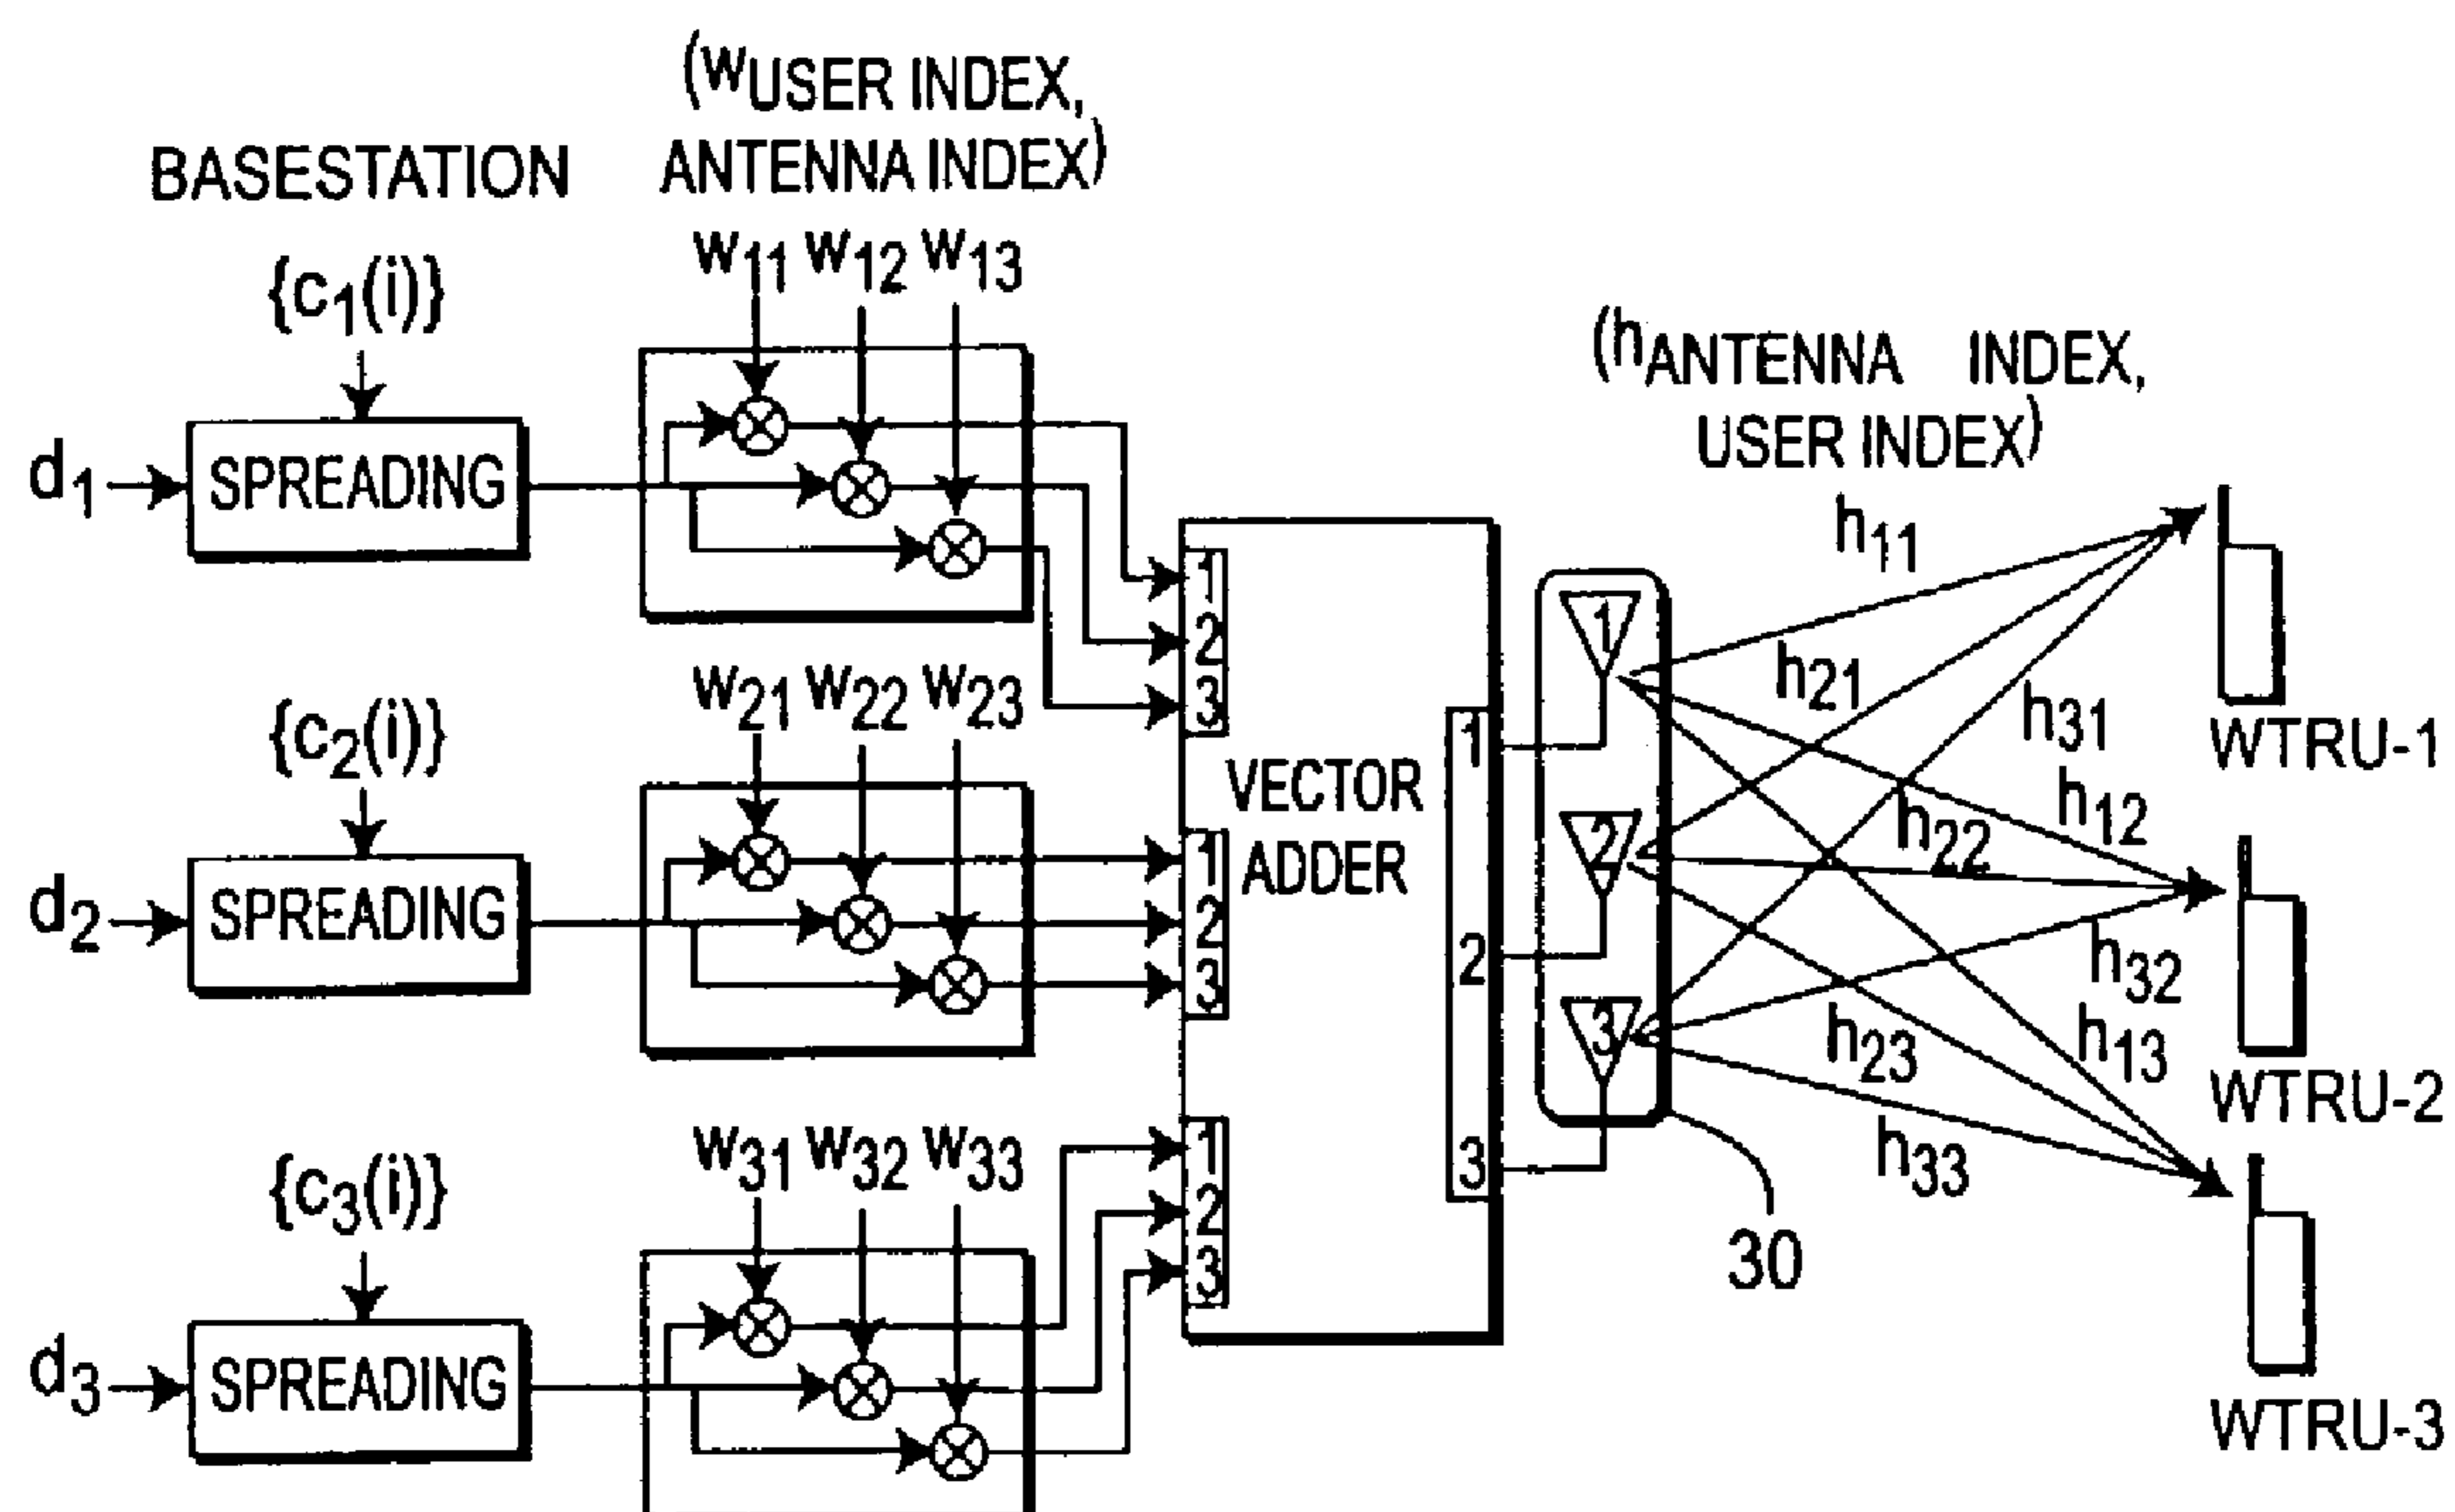 (wUSER INDEX,
ANTENNA INDEX)
BASESTATION
w11 w12 w13
{c1(i)}
(hANTENNA INDEX,
USER INDEX)
d1
SPREADING
h11
1
2
3
1
h21
h31
WTRU-1
w21 w22 w23
{c2(i)}
VECTOR
ADDER
1
2
3
2
h12
h22
d2
SPREADING
1
2
3
3
h32
h23
h13
WTRU-2
h33
w31 w32 w33
{c3(i)}
1
2
3
30
d3
SPREADING
WTRU-3